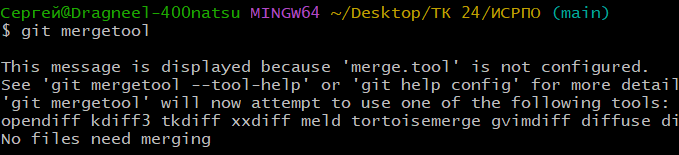 Сергей@Dragneel-400natsu MINGW64 ~/Desktop/ТК 24/ИСРПО (main)
$ git mergetool
This message is displayed because 'merge.tool' is not configured.
See 'git mergetool --tool-help' or 'git help config' for more detail
'git mergetool' will now attempt to use one of the following tools:
opendiff kdiff3 tkdiff xxdiff meld tortoisemerge gvimdiff diffuse di
No files need merging